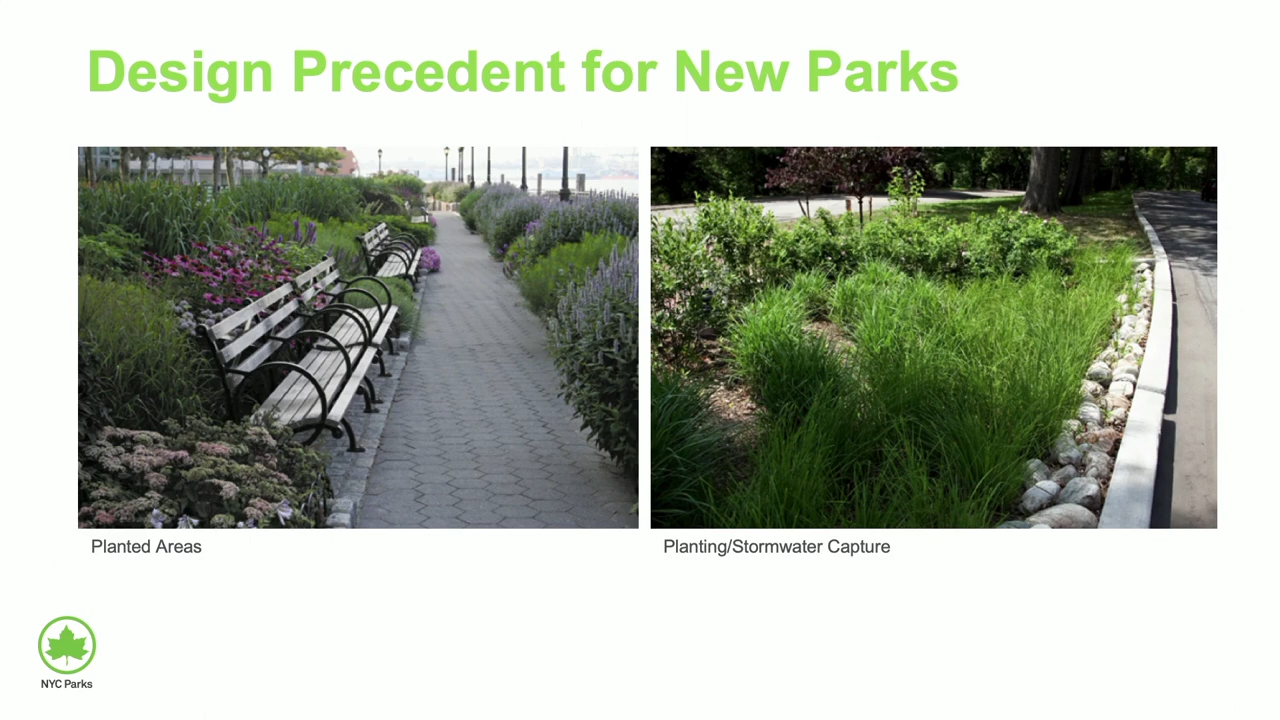 Design Precedent for New Parks
Planted Areas
Planting/Stormwater Capture
NYC Parks